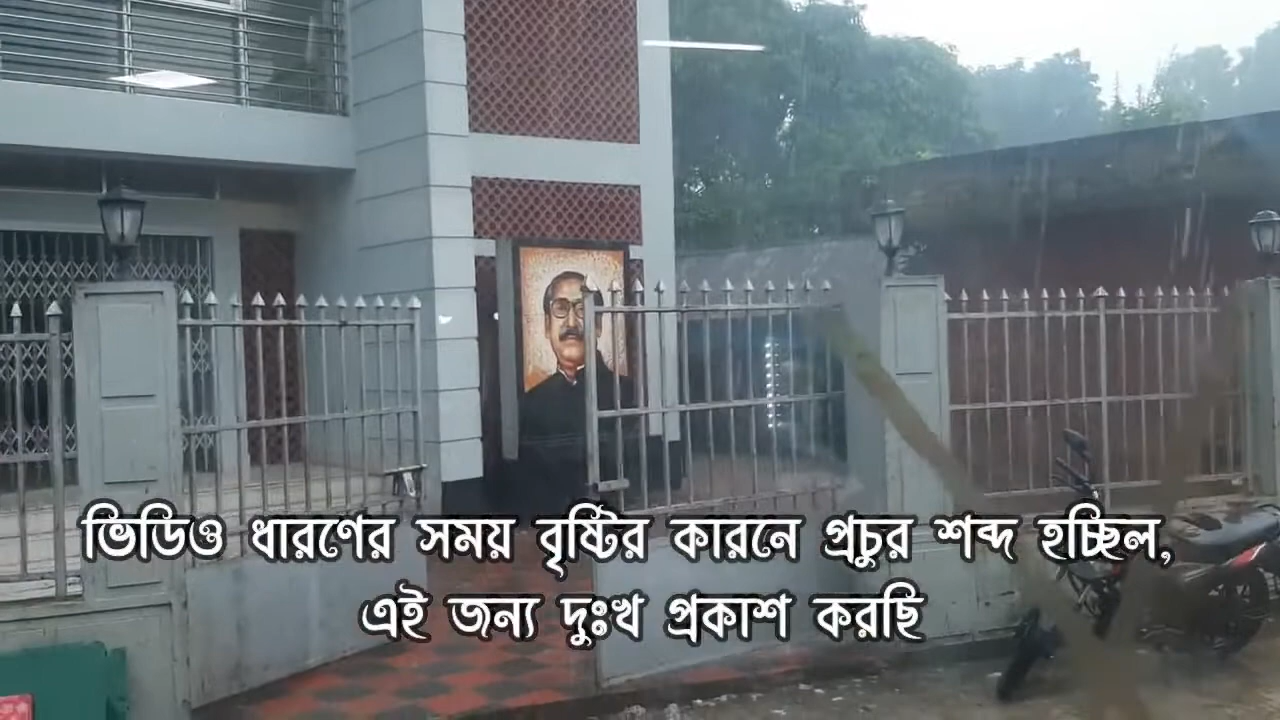 ভিডিও ধারণের সময় বৃষ্টির কারনে প্রচুর শব্দ হচ্ছিল,
এই জন্য দুঃখ প্রকাশ করছি